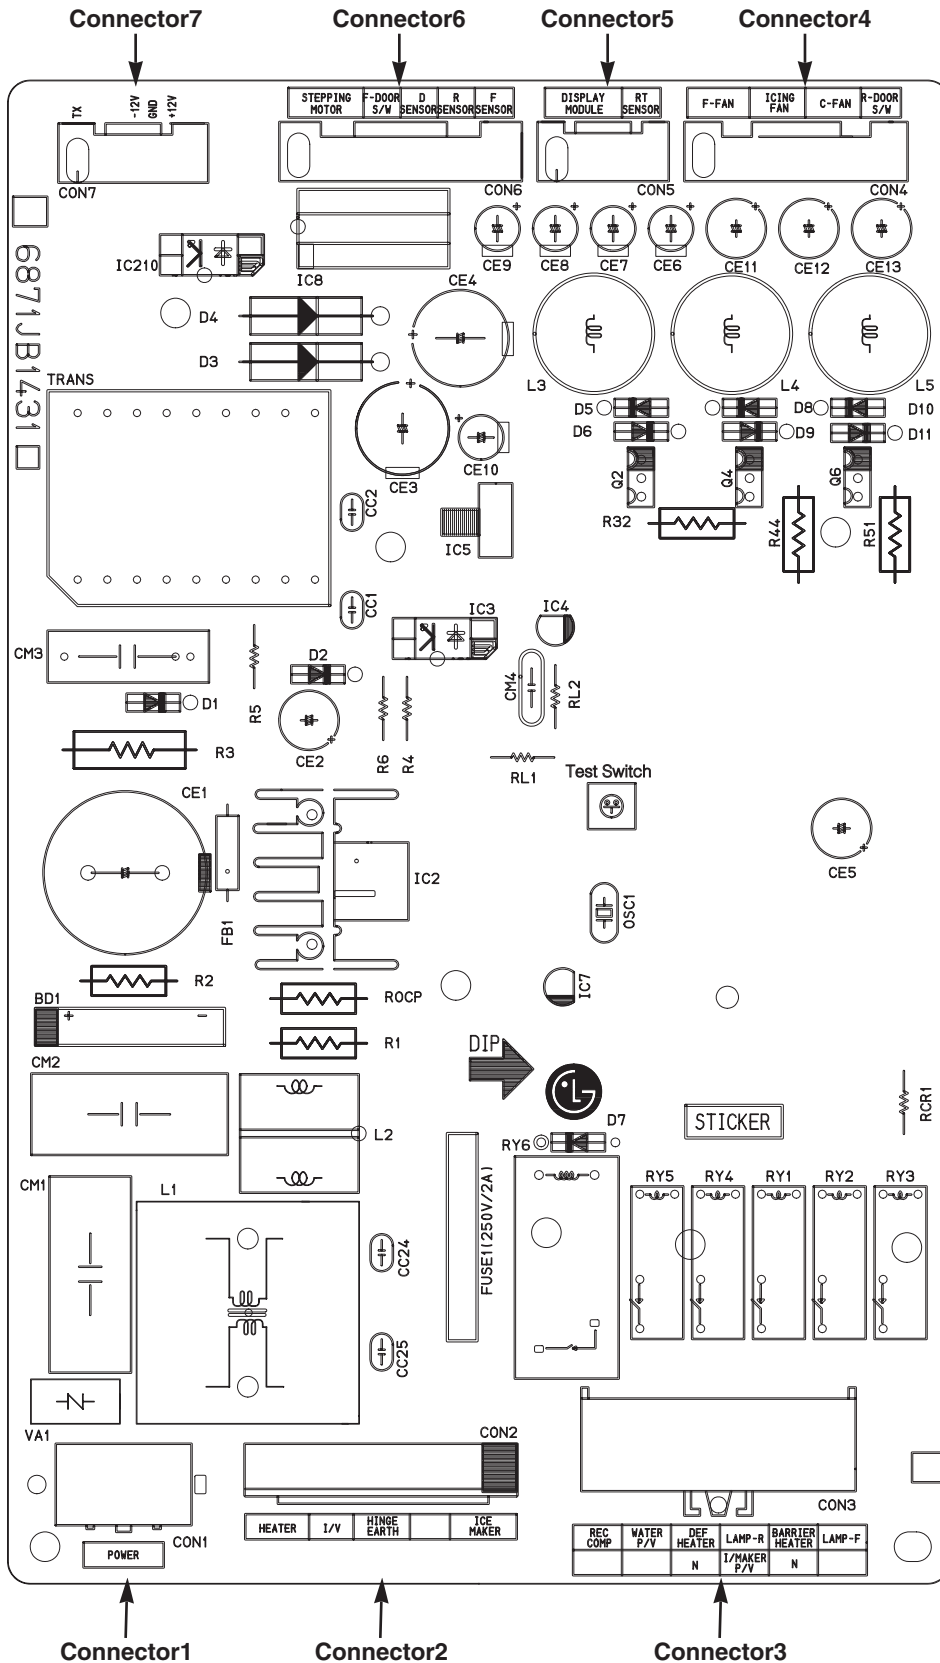 Connector7 Connector6 Connector5 Connector4
TX -12V GND +12V
STEPPING MOTOR F-DOOR S/W D SENSOR R SENSOR F SENSOR
DISPLAY MODULE RT SENSOR
F-FAN ICING FAN C-FAN R-DOOR S/W
CON7 CON6 CON5 CON4
6871JB1431
IC210 IC8 CE9 CE8 CE7 CE6 CE11 CE12 CE13
CE4
D4
D3
TRANS
L3 L4 L5
D5 D8 D10
D6 D9 D11
CE3 CE10
Q2 Q4 Q6
CC2
R32 R44 R51
IC5
CC1 IC3 IC4
CM3
D2
CM4 RL2
D1
R5
R3 CE2 R6 R4 RL1
Test Switch
CE1
CE5
IC2
FB1
OSC1
R2
IC7
BD1 + -
ROCP
R1
DIP
CM2
LG
RCR1
L2
D7
STICKER
RY6
CM1 L1
RY5 RY4 RY1 RY2 RY3
FUSE1(250V/2A)
CC24
CC25
VA1
CON2
CON3
CON1
POWER
HEATER I/V HINGE EARTH ICE MAKER
REC COMP WATER P/V DEF HEATER LAMP-R BARRIER HEATER LAMP-F
N I/MAKER P/V N
Connector1 Connector2 Connector3